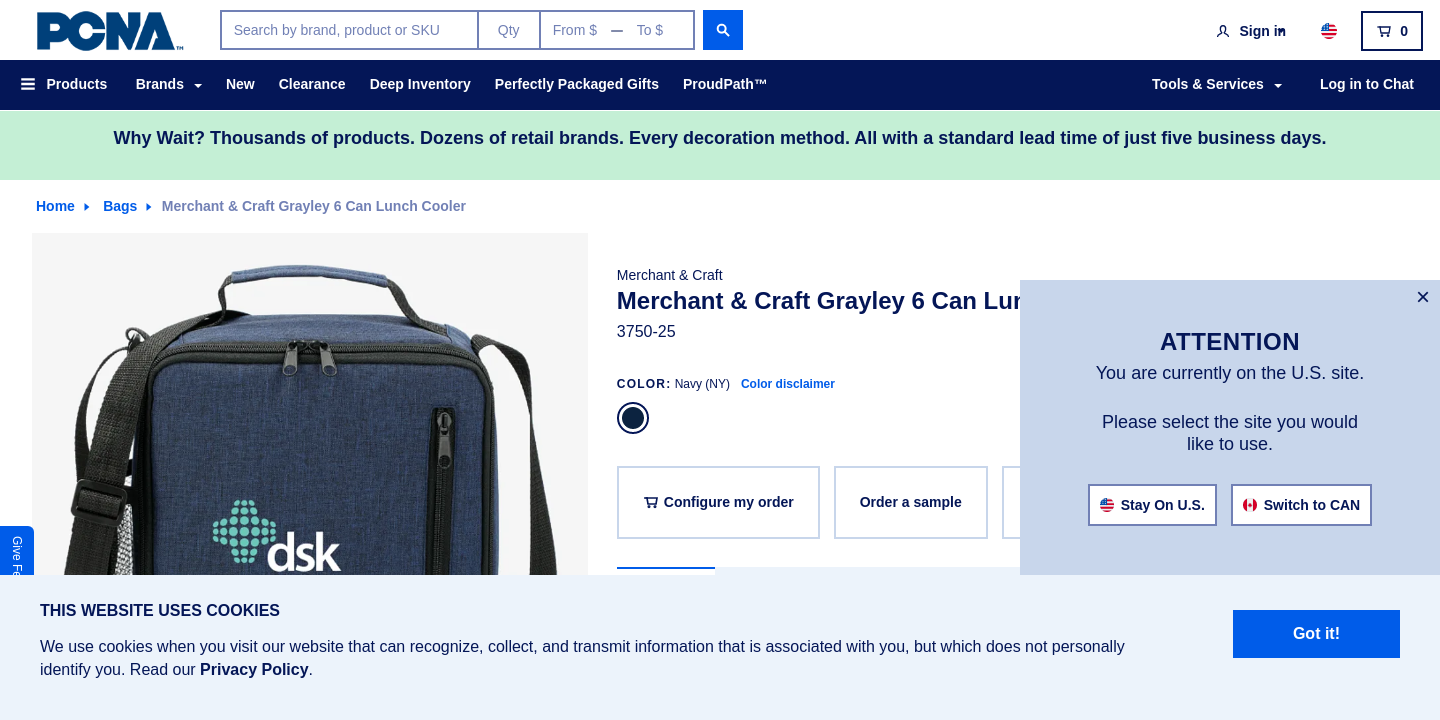 PCNA™
Search by brand, product or SKU
Qty
From $ — To $
Sign in
0
Products
Brands
New
Clearance
Deep Inventory
Perfectly Packaged Gifts
ProudPath™
Tools & Services
Log in to Chat
Why Wait? Thousands of products. Dozens of retail brands. Every decoration method. All with a standard lead time of just five business days.
Home
Bags
Merchant & Craft Grayley 6 Can Lunch Cooler
Merchant & Craft
Merchant & Craft Grayley 6 Can Lun
3750-25
COLOR: Navy (NY) Color disclaimer
Configure my order
Order a sample
dsk
Give Fe
×
ATTENTION
You are currently on the U.S. site.
Please select the site you would
like to use.
Stay On U.S.
Switch to CAN
THIS WEBSITE USES COOKIES
We use cookies when you visit our website that can recognize, collect, and transmit information that is associated with you, but which does not personally
identify you. Read our Privacy Policy.
Got it!